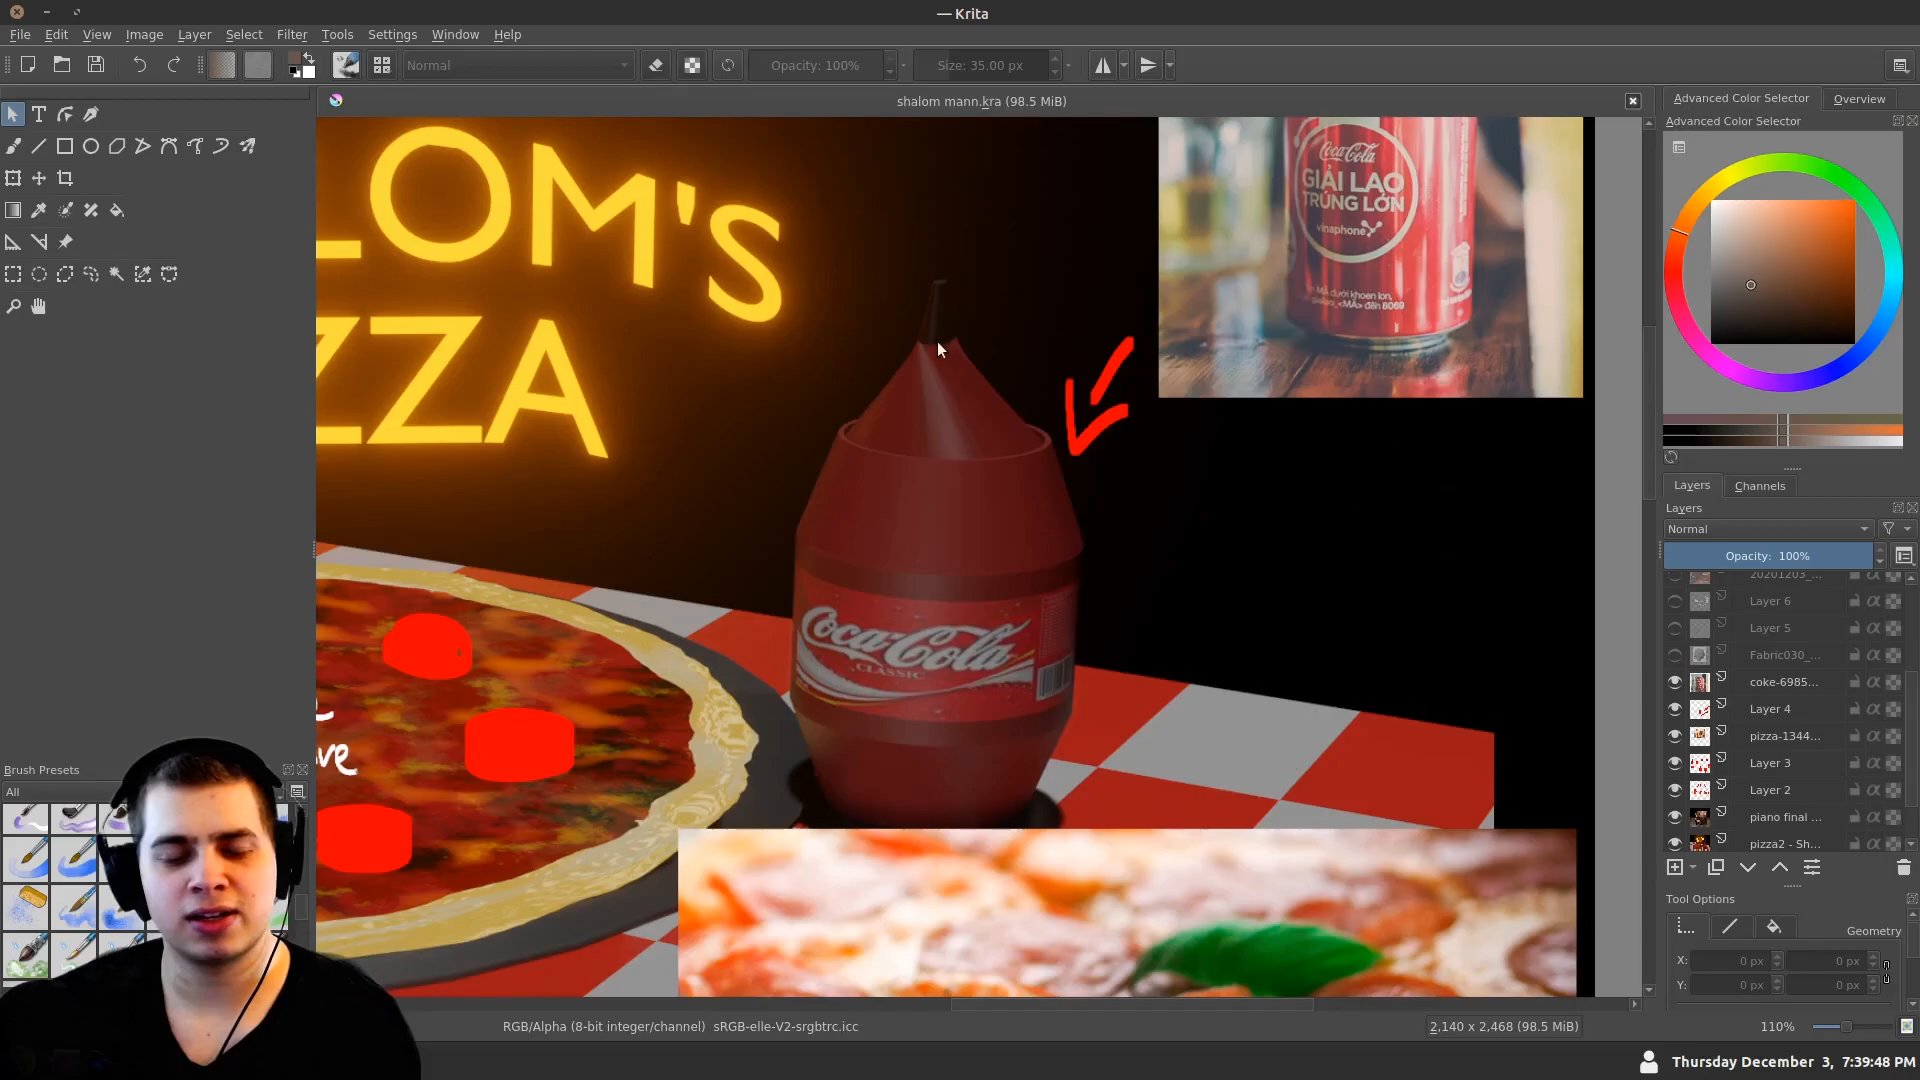 — Krita
File Edit View Image Layer Select Filter Tools Settings Window Help
Normal
Opacity: 100%
Size: 35.00 px
shalom mann.kra (98.5 MiB)
Advanced Color Selector
Overview
Advanced Color Selector
LOM'S
ZZA
Coca-Cola
GIẢI LAO
TRÚNG LỚN
vinaphone
Coca-Cola
CLASSIC
Layers
Channels
Layers
Normal
Opacity: 100%
20201203_...
Layer 6
Layer 5
Fabric030_...
coke-6985...
Layer 4
pizza-1344...
Layer 3
Layer 2
piano final ...
pizza2 - Sh...
Tool Options
Geometry
X: 0 px 0 px
Y: 0 px 0 px
Brush Presets
All
RGB/Alpha (8-bit integer/channel) sRGB-elle-V2-srgbtrc.icc
2,140 x 2,468 (98.5 MiB)
110%
Thursday December 3, 7:39:48 PM